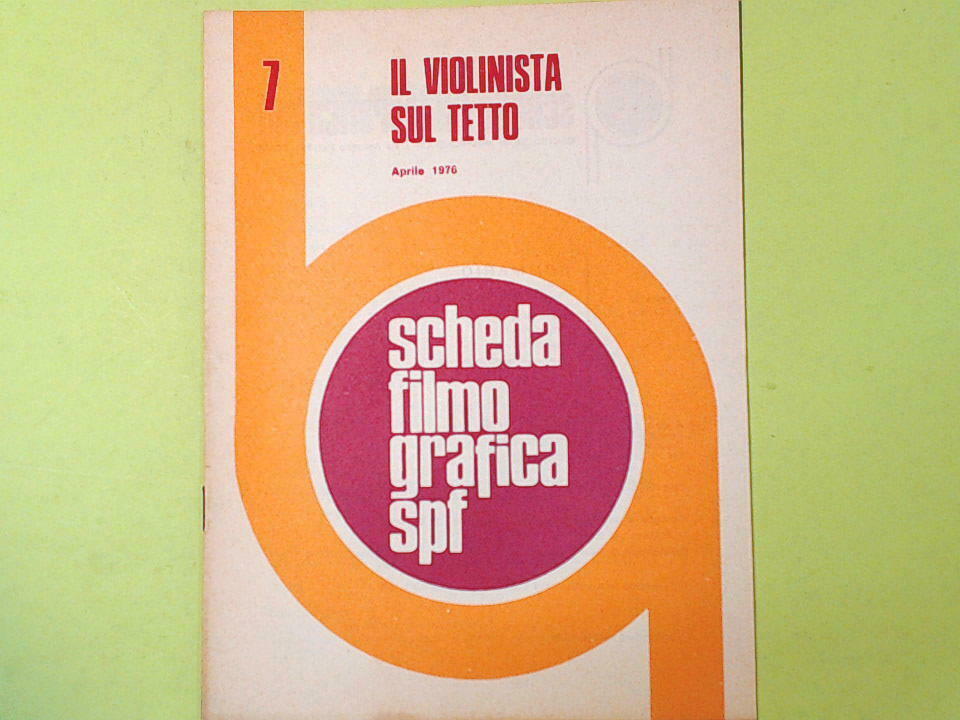 7
IL VIOLINISTA
SUL TETTO
Aprile 1976
scheda
filmo
grafica
spf